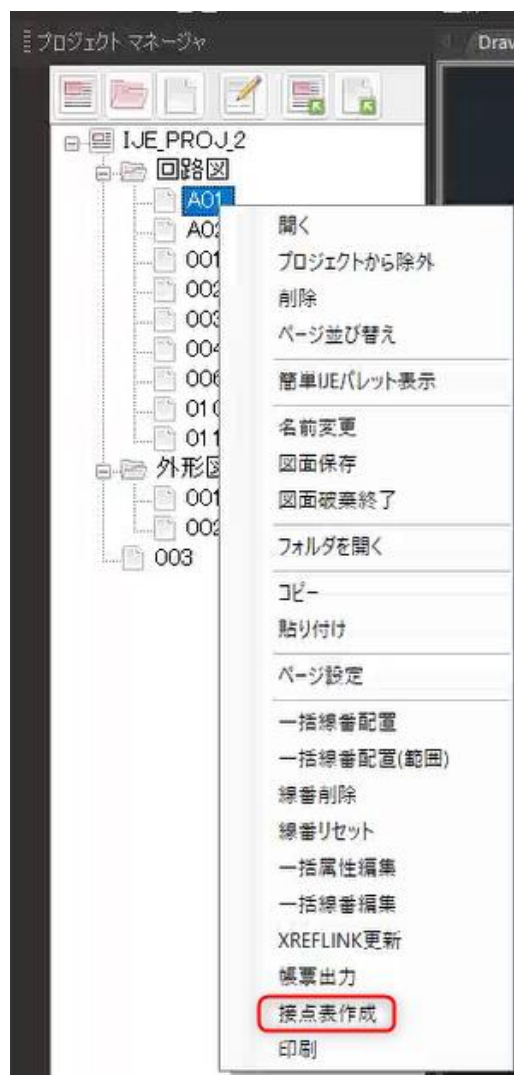 プロジェクト マネージャ
Draw
IJE_PROJ_2
回路図
A01
A02
001
002
003
004
006
010
011
外形図
001
002
003
開く
プロジェクトから除外
削除
ページ並び替え
簡単IJEパレット表示
名前変更
図面保存
図面破棄終了
フォルダを開く
コピー
貼り付け
ページ設定
一括線番配置
一括線番配置(範囲)
線番削除
線番リセット
一括属性編集
一括線番編集
XREFLINK更新
帳票出力
接点表作成
印刷